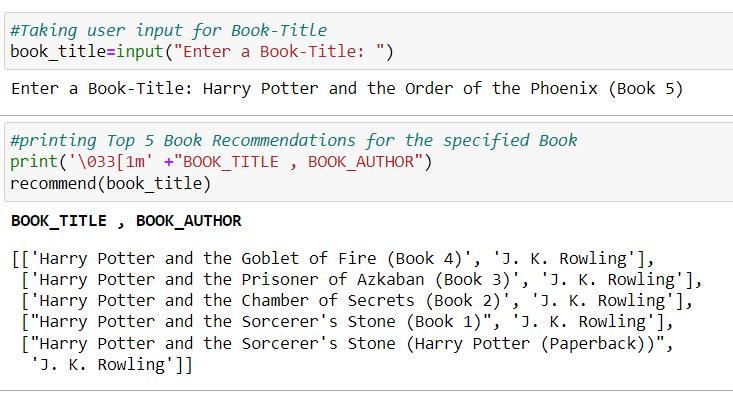 #Taking user input for Book-Title
book_title=input("Enter a Book-Title: ")
Enter a Book-Title: Harry Potter and the Order of the Phoenix (Book 5)
#printing Top 5 Book Recommendations for the specified Book
print('\033[1m' +"BOOK_TITLE , BOOK_AUTHOR")
recommend(book_title)
BOOK_TITLE , BOOK_AUTHOR
[['Harry Potter and the Goblet of Fire (Book 4)', 'J. K. Rowling'],
['Harry Potter and the Prisoner of Azkaban (Book 3)', 'J. K. Rowling'],
['Harry Potter and the Chamber of Secrets (Book 2)', 'J. K. Rowling'],
["Harry Potter and the Sorcerer's Stone (Book 1)", 'J. K. Rowling'],
["Harry Potter and the Sorcerer's Stone (Harry Potter (Paperback))",
'J. K. Rowling']]